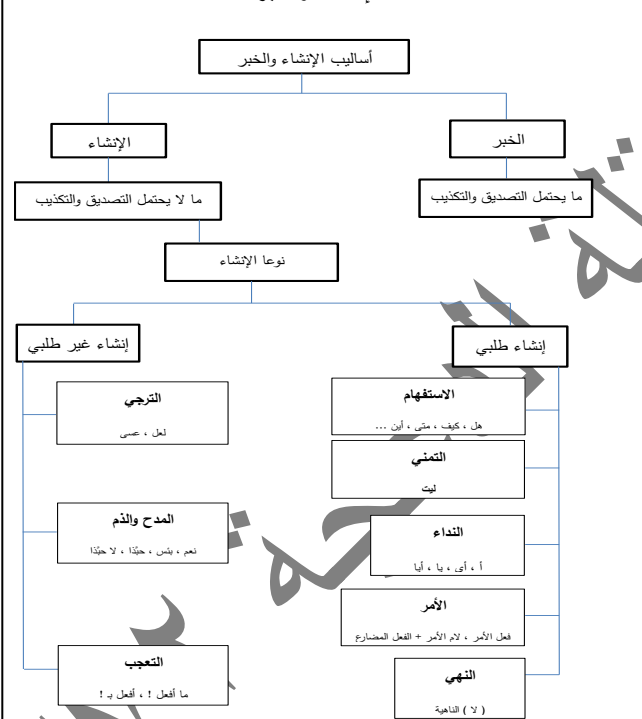 أساليب الإنشاء والخبر
الخبر
الإنشاء
ما يحتمل التصديق والتكذيب
ما لا يحتمل التصديق والتكذيب
نوعا الإنشاء
إنشاء طلبي
إنشاء غير طلبي
الاستفهام
هل ، كيف ، متى ، أين ...
التمني
ليت
النداء
أ ، أي ، يا ، أيا
الأمر
فعل الأمر ، لام الأمر + الفعل المضارع
النهي
( لا ) الناهية
الترجي
لعل ، عسى
المدح والذم
نعم ، بئس ، حبّذا ، لا حبّذا
التعجب
ما أفعل ! ، أفعل بـ !